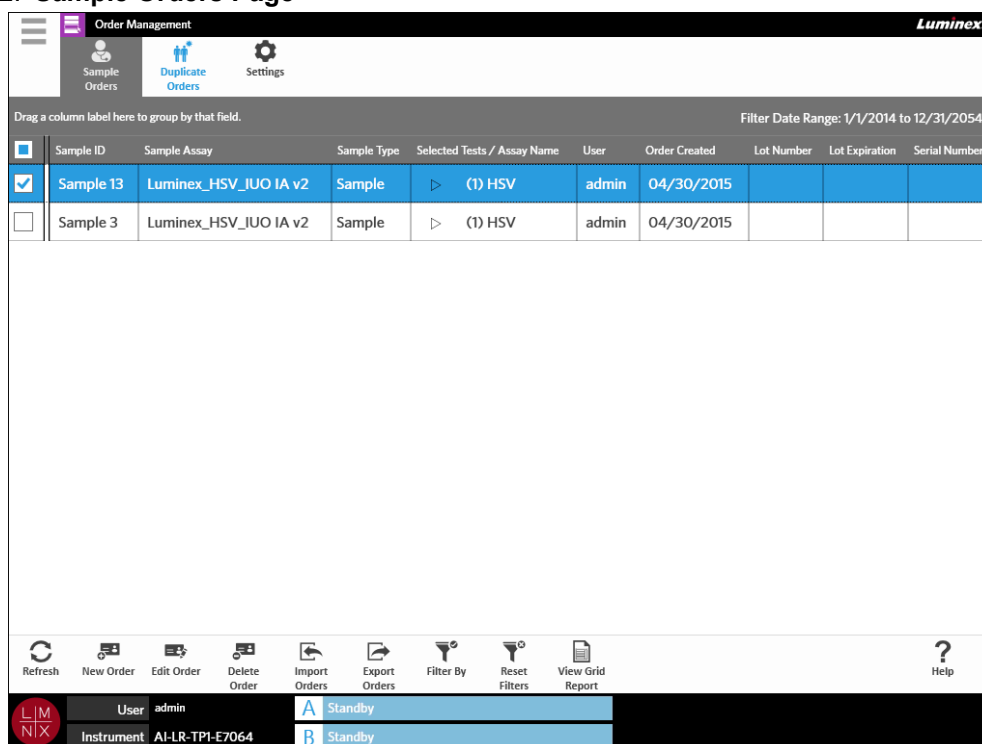 Sample Orders Page
Order Management
Luminex
Sample
Orders
Duplicate
Orders
Settings
Drag a column label here to group by that field.
Filter Date Range: 1/1/2014 to 12/31/2054
Sample ID Sample Assay Sample Type Selected Tests / Assay Name User Order Created Lot Number Lot Expiration Serial Number
Sample 13 Luminex_HSV_IUO IA v2 Sample (1) HSV admin 04/30/2015
Sample 3 Luminex_HSV_IUO IA v2 Sample (1) HSV admin 04/30/2015
Refresh
New Order
Edit Order
Delete
Order
Import
Orders
Export
Orders
Filter By
Reset
Filters
View Grid
Report
?
Help
LM
NX
User admin
A Standby
Instrument AI-LR-TP1-E7064
B Standby